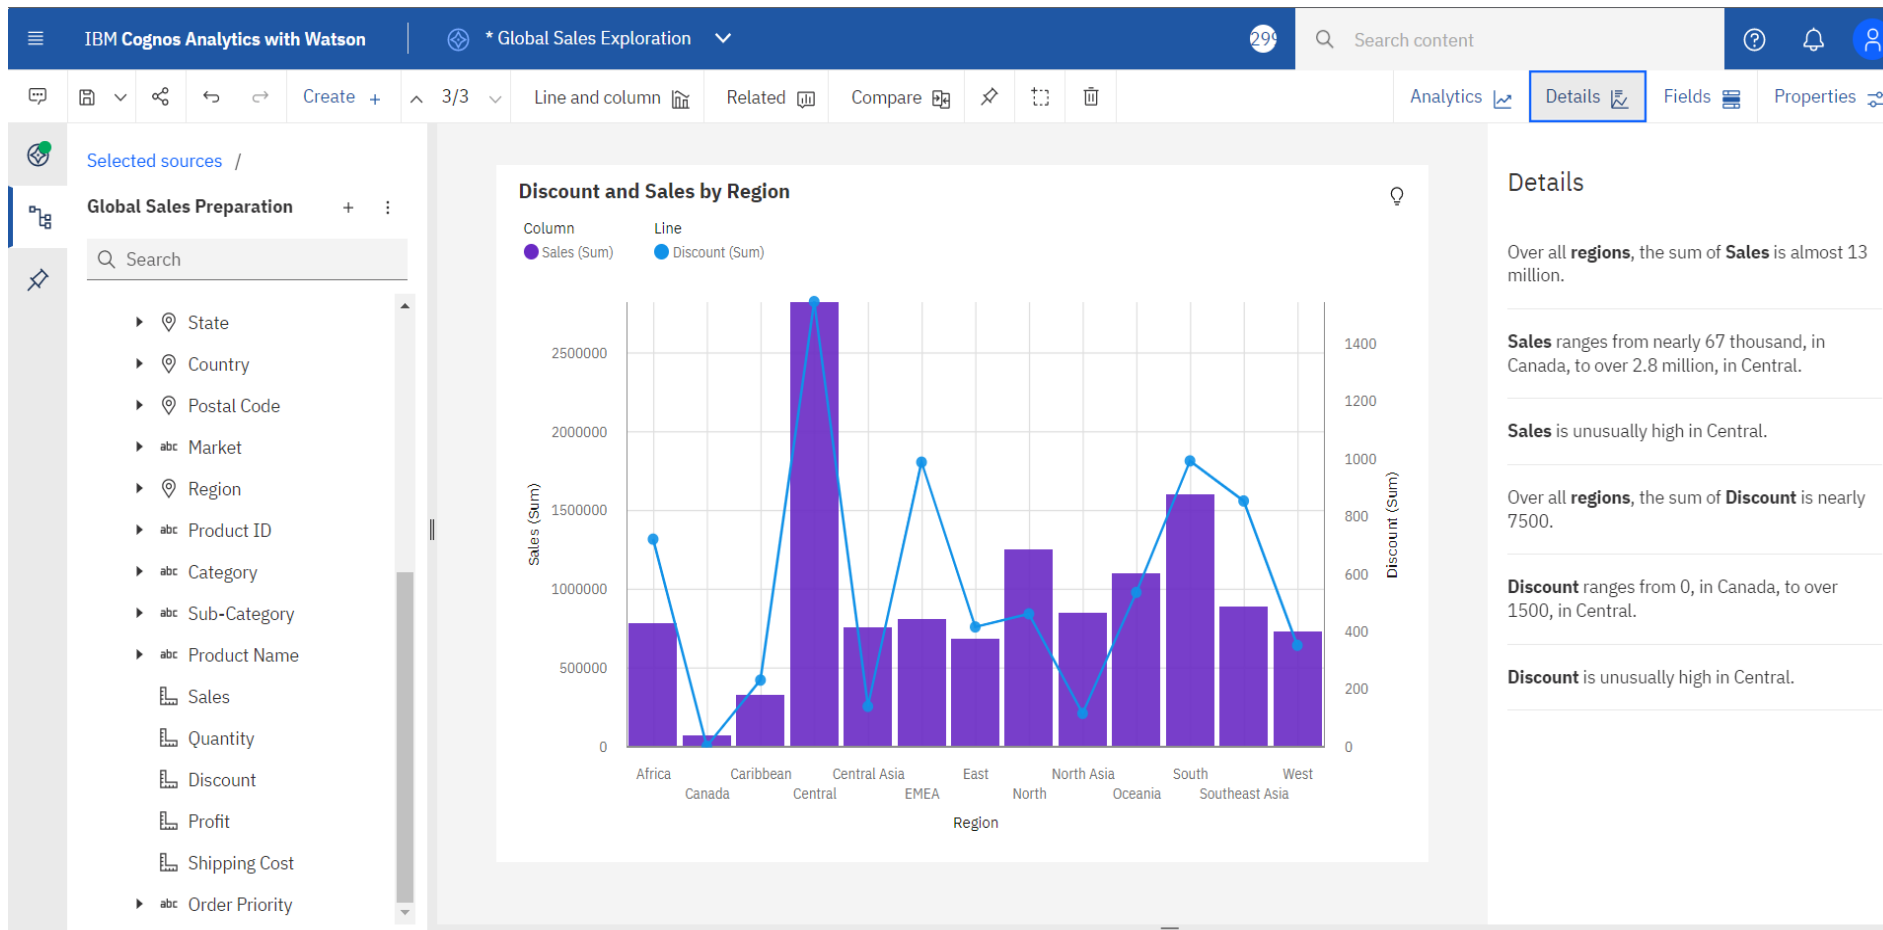 IBM Cognos Analytics with Watson
* Global Sales Exploration
299
Search content
Create +
3/3
Line and column
Related
Compare
Analytics
Details
Fields
Properties
Selected sources /
Global Sales Preparation
Search
State
Country
Postal Code
abc Market
Region
abc Product ID
abc Category
abc Sub-Category
abc Product Name
Sales
Quantity
Discount
Profit
Shipping Cost
abc Order Priority
Discount and Sales by Region
Column
Line
Sales (Sum)
Discount (Sum)
Sales (Sum)
2500000
2000000
1500000
1000000
500000
0
1400
1200
1000
800
600
400
200
0
Discount (Sum)
Africa
Canada
Caribbean
Central
Central Asia
EMEA
East
North
North Asia
Oceania
South
Southeast Asia
West
Region
Details
Over all regions, the sum of Sales is almost 13
million.
Sales ranges from nearly 67 thousand, in
Canada, to over 2.8 million, in Central.
Sales is unusually high in Central.
Over all regions, the sum of Discount is nearly
7500.
Discount ranges from 0, in Canada, to over
1500, in Central.
Discount is unusually high in Central.